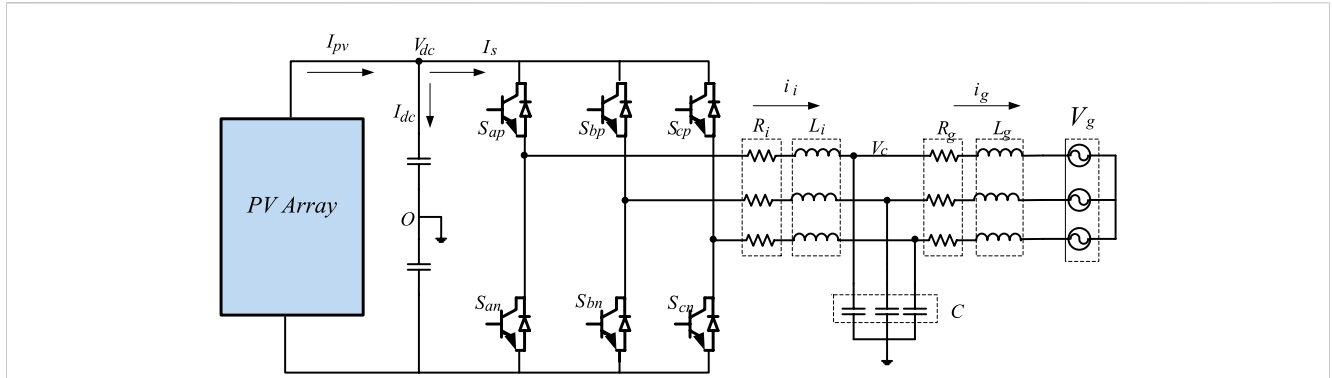 I_pv
V_dc
I_s
I_dc
S_ap
S_bp
S_cp
i_i
i_g
R_i
L_i
V_c
R_g
L_g
V_g
PV Array
O
S_an
S_bn
S_cn
C